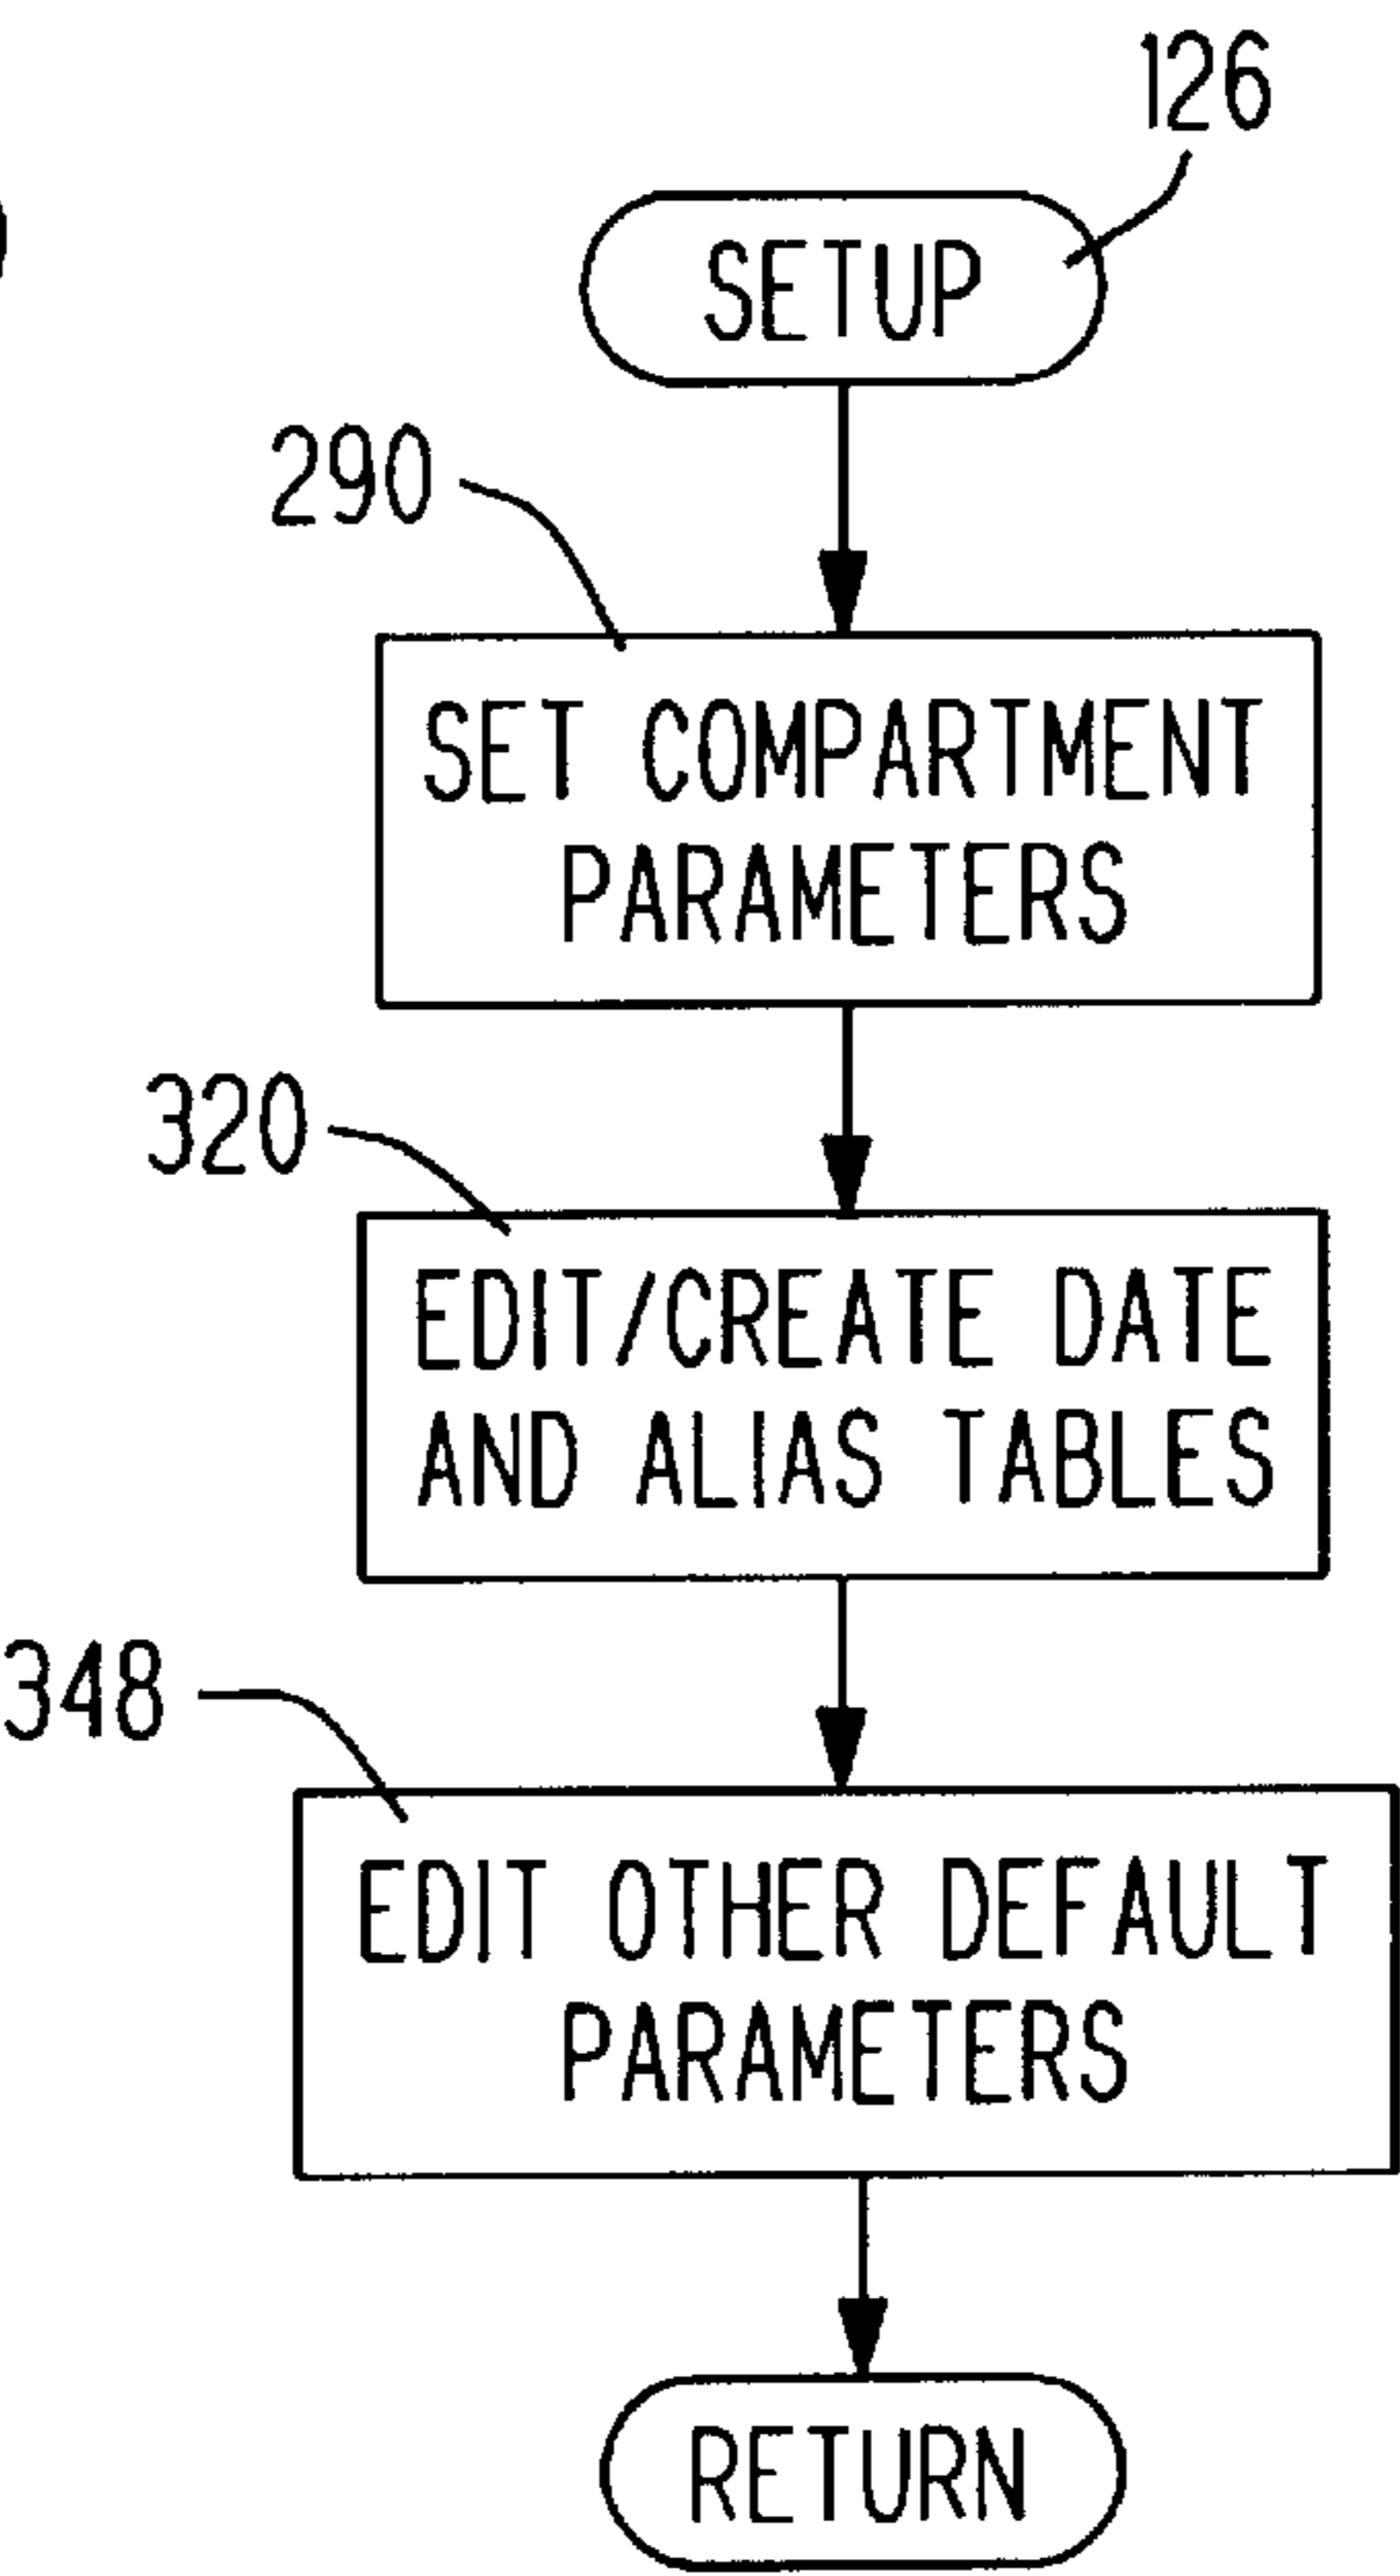 126
SETUP
290
SET COMPARTMENT
PARAMETERS
320
EDIT/CREATE DATE
AND ALIAS TABLES
348
EDIT OTHER DEFAULT
PARAMETERS
RETURN